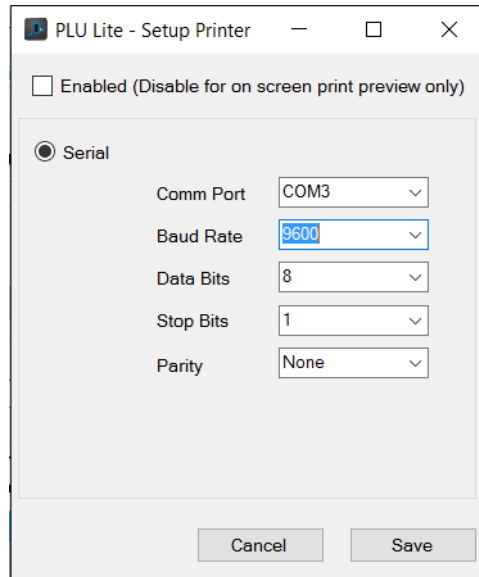 PLU Lite - Setup Printer
Enabled (Disable for on screen print preview only)
Serial
Comm Port COM3
Baud Rate 9600
Data Bits 8
Stop Bits 1
Parity None
Cancel Save